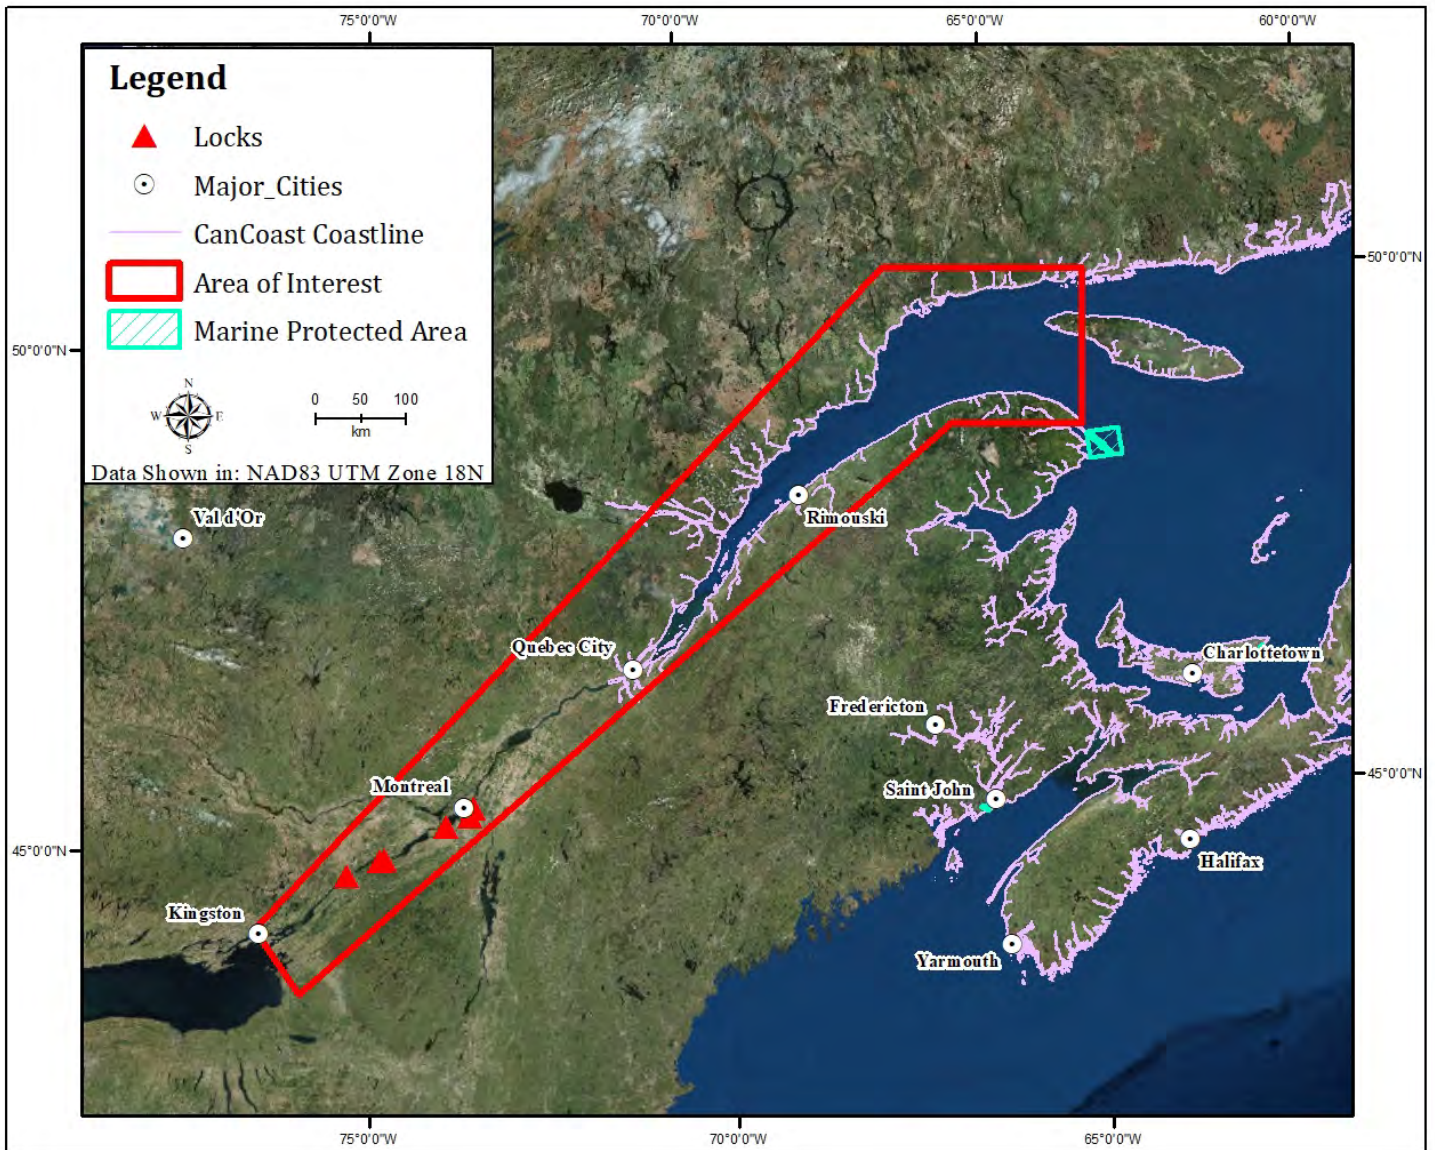 75°0'0"W 70°0'0"W 65°0'0"W 60°0'0"W
Legend
Locks
Major_Cities
CanCoast Coastline
Area of Interest
Marine Protected Area
N
W E
S
0 50 100
km
Data Shown in: NAD83 UTM Zone 18N
50°0'0"N
50°0'0"N
Val d'Or
Rimouski
Quebec City
Charlottetown
Fredericton
Montreal
Saint John
45°0'0"N
45°0'0"N
Halifax
Kingston
Yarmouth
75°0'0"W 70°0'0"W 65°0'0"W